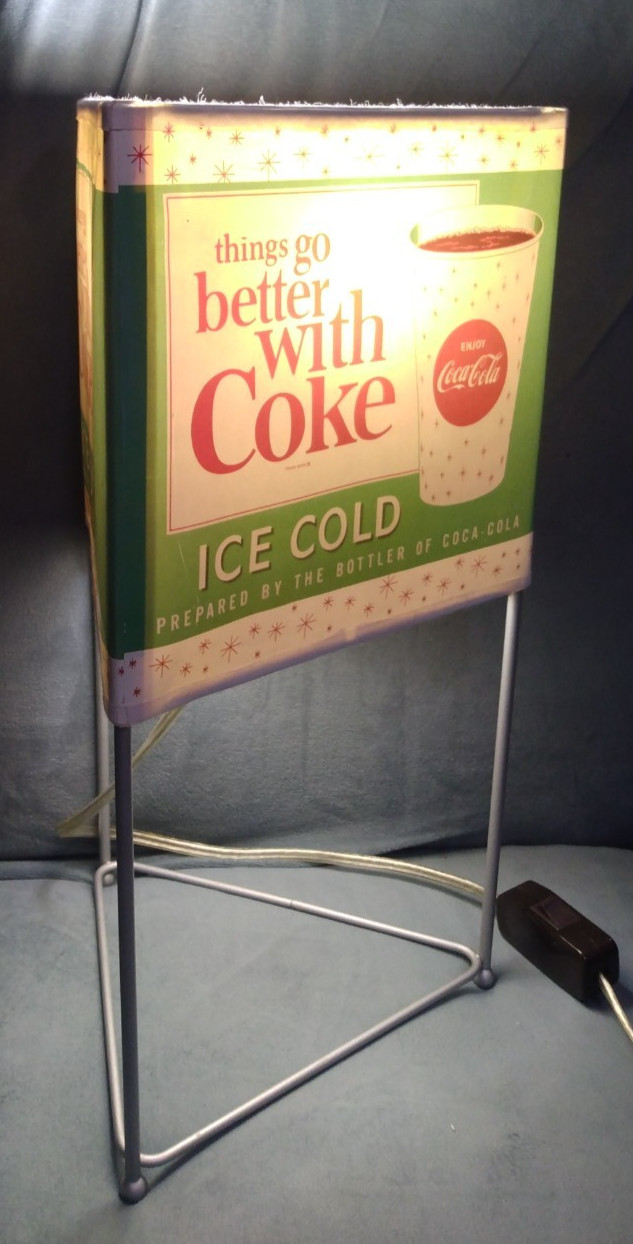 things go
better
with
Coke
ENJOY
Coca-Cola
ICE COLD
PREPARED BY THE BOTTLER OF COCA-COLA